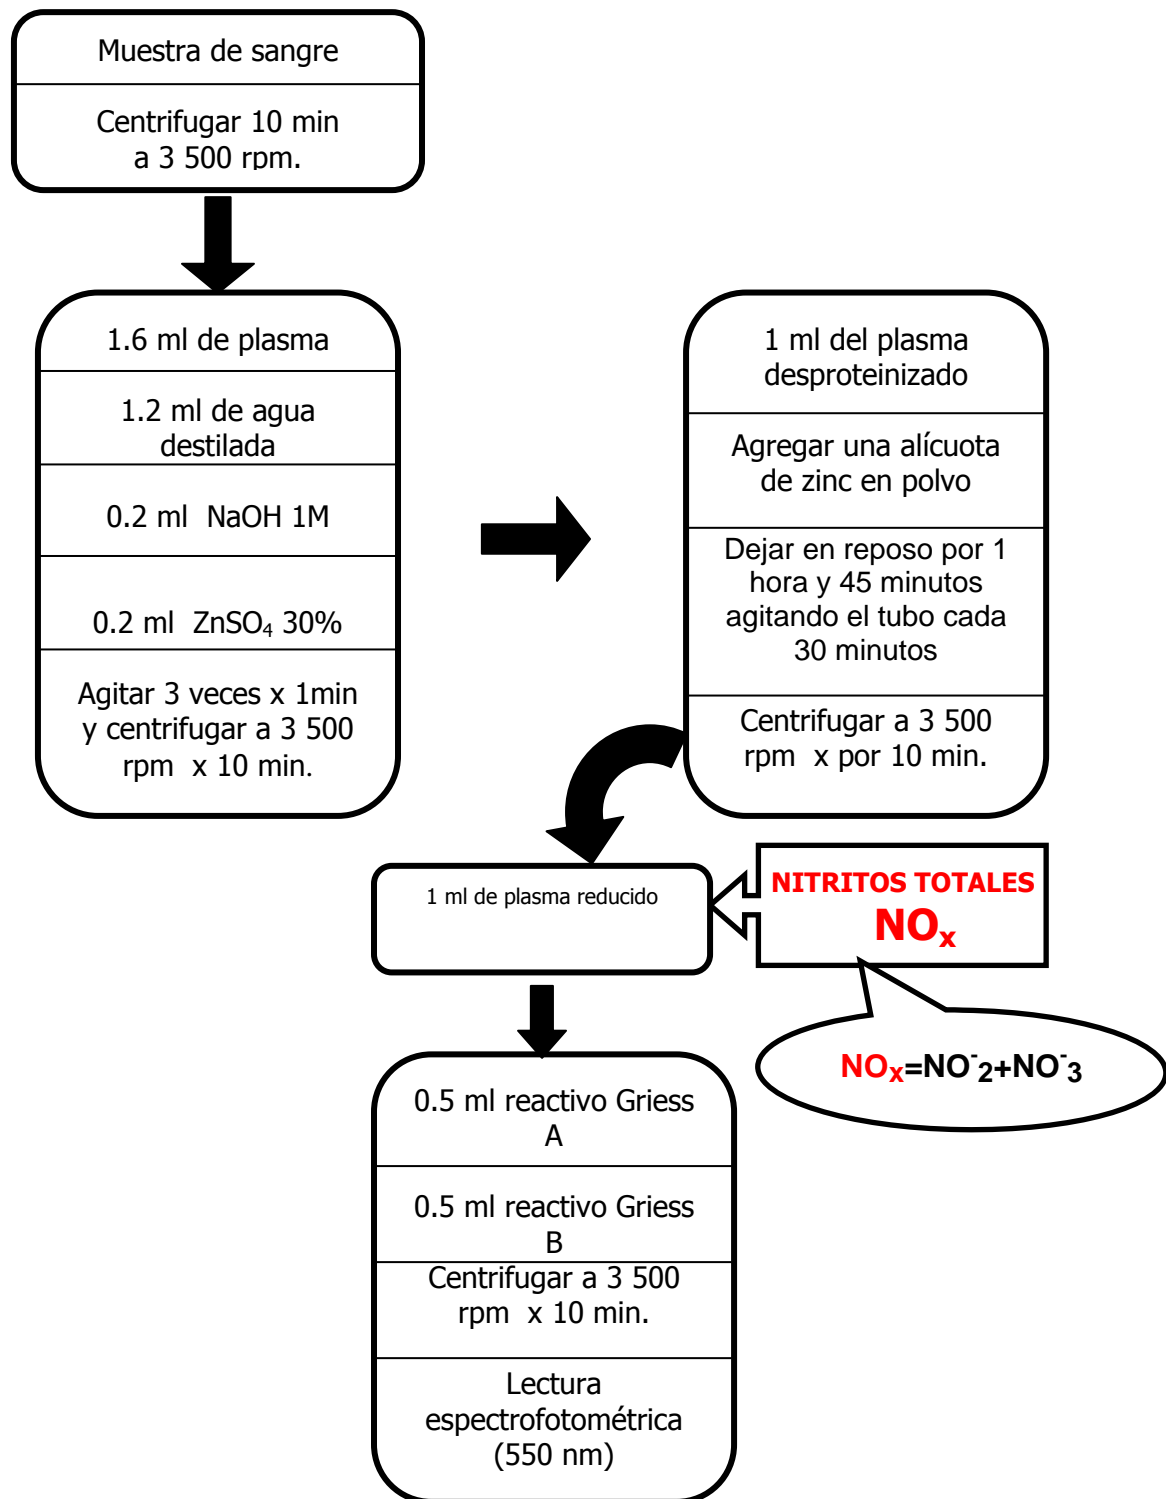 Muestra de sangre
Centrifugar 10 min
a 3 500 rpm.
1.6 ml de plasma
1.2 ml de agua
destilada
0.2 ml NaOH 1M
0.2 ml ZnSO₄ 30%
Agitar 3 veces x 1min
y centrifugar a 3 500
rpm x 10 min.
1 ml del plasma
desproteinizado
Agregar una alícuota
de zinc en polvo
Dejar en reposo por 1
hora y 45 minutos
agitando el tubo cada
30 minutos
Centrifugar a 3 500
rpm x por 10 min.
1 ml de plasma reducido
NITRITOS TOTALES
NOₓ
NOₓ=NO⁻₂+NO⁻₃
0.5 ml reactivo Griess
A
0.5 ml reactivo Griess
B
Centrifugar a 3 500
rpm x 10 min.
Lectura
espectrofotométrica
(550 nm)